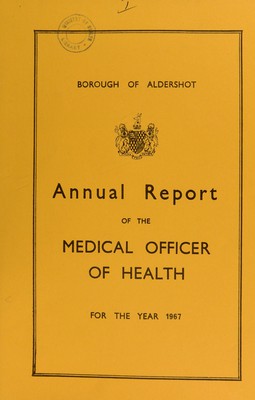 BOROUGH OF ALDERSHOT
Annual Report
OF THE
MEDICAL OFFICER
OF HEALTH
FOR THE YEAR 1967